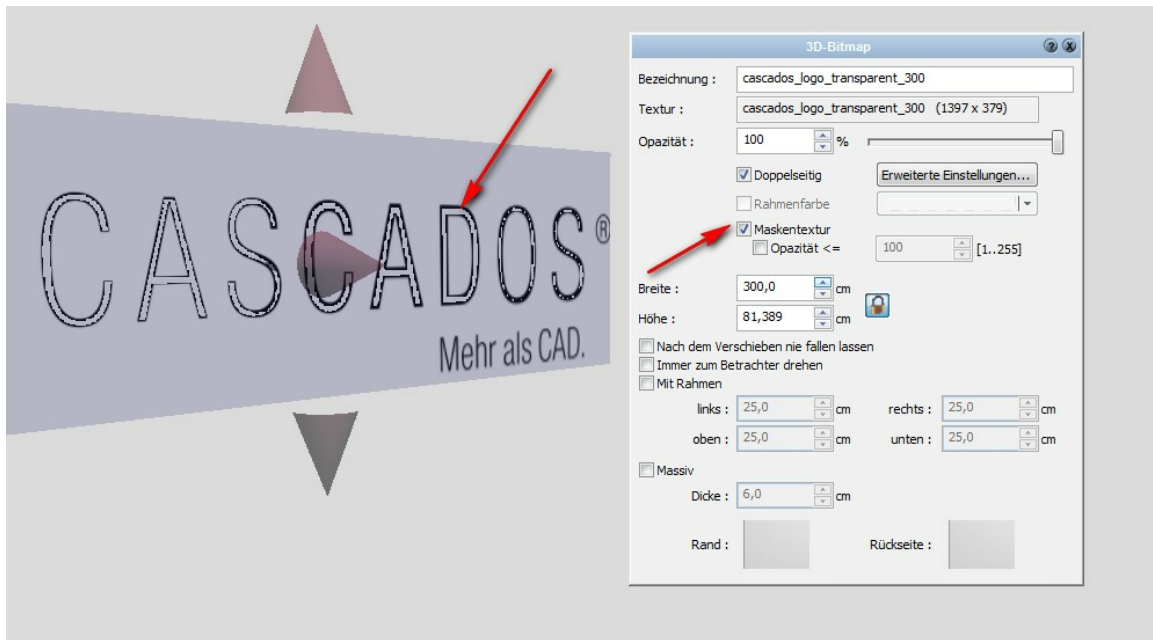 CASCADOS®
Mehr als CAD.
3D-Bitmap
Bezeichnung : cascados_logo_transparent_300
Textur : cascados_logo_transparent_300 (1397 x 379)
Opazität : 100 %
Doppelseitig Erweiterte Einstellungen...
Rahmenfarbe
Maskentextur
Opazität <= 100 [1..255]
Breite : 300,0 cm
Höhe : 81,389 cm
Nach dem Verschieben nie fallen lassen
Immer zum Betrachter drehen
Mit Rahmen
links : 25,0 cm rechts : 25,0 cm
oben : 25,0 cm unten : 25,0 cm
Massiv
Dicke : 6,0 cm
Rand : Rückseite :